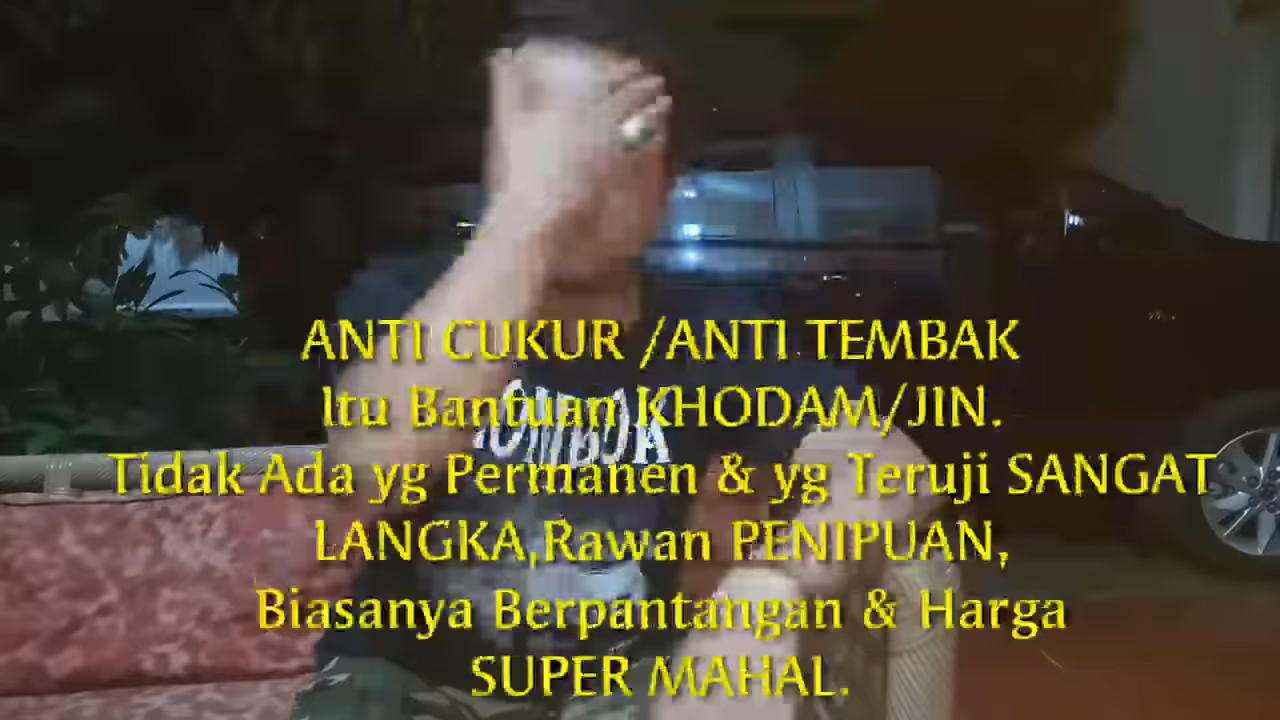 ANTI CUKUR /ANTI TEMBAK
Itu Bantuan KHODAM/JIN.
LOMBOK
Tidak Ada yg Permanen & yg Teruji SANGAT
LANGKA,Rawan PENIPUAN,
Biasanya Berpantangan & Harga
SUPER MAHAL.